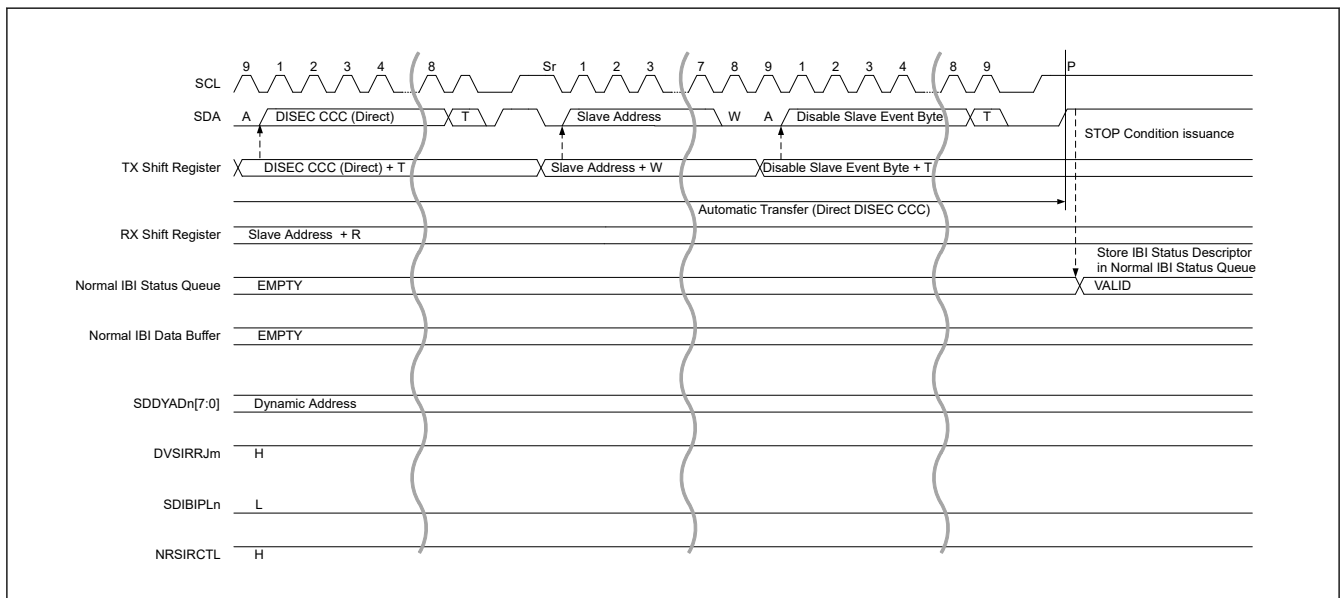 9 1 2 3 4 8 Sr 1 2 3 7 8 9 1 2 3 4 8 9 P
SCL
SDA A DISEC CCC (Direct) T Slave Address W A Disable Slave Event Byte T
STOP Condition issuance
TX Shift Register DISEC CCC (Direct) + T Slave Address + W Disable Slave Event Byte + T
Automatic Transfer (Direct DISEC CCC)
RX Shift Register Slave Address + R
Store IBI Status Descriptor
in Normal IBI Status Queue
Normal IBI Status Queue EMPTY VALID
Normal IBI Data Buffer EMPTY
SDDYADn[7:0] Dynamic Address
DVSIRRJm H
SDIBIPLn L
NRSIRCTL H